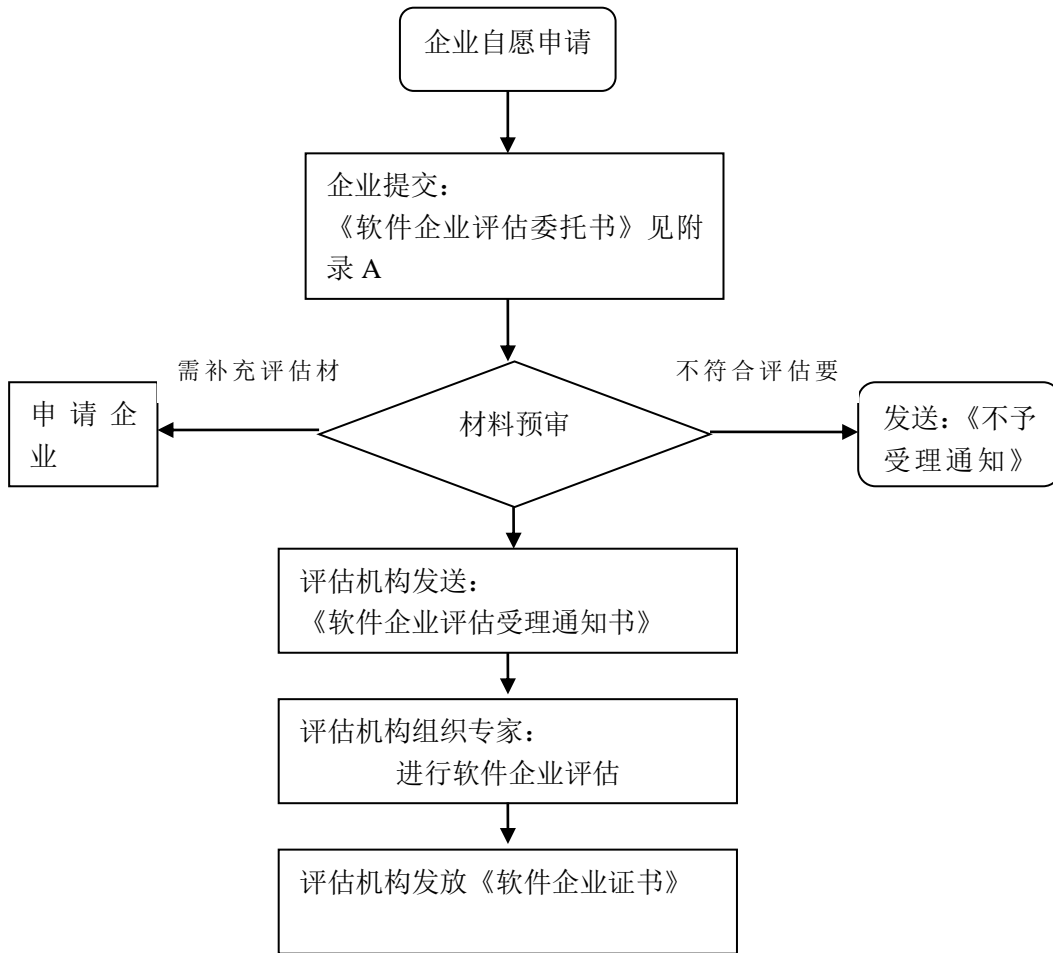 企业自愿申请
企业提交：
《软件企业评估委托书》见附
录 A
需补充评估材
不符合评估要
申请企
业
材料预审
发送：《不予
受理通知》
评估机构发送：
《软件企业评估受理通知书》
评估机构组织专家：
进行软件企业评估
评估机构发放《软件企业证书》